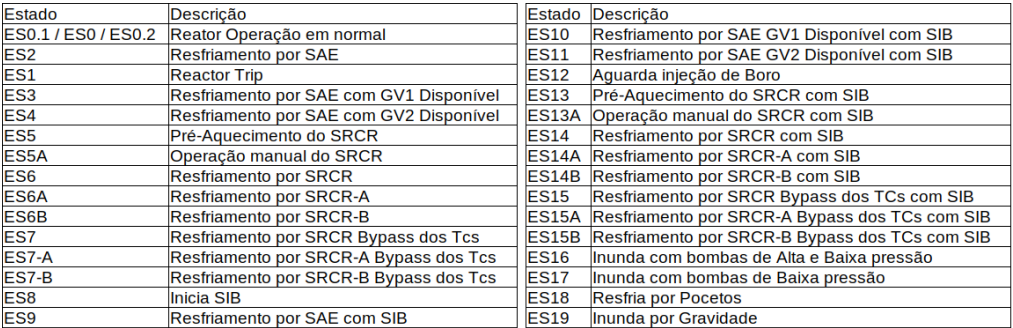 Estado Descrição
ES0.1 / ES0 / ES0.2 Reator Operação em normal
ES2 Resfriamento por SAE
ES1 Reactor Trip
ES3 Resfriamento por SAE com GV1 Disponível
ES4 Resfriamento por SAE com GV2 Disponível
ES5 Pré-Aquecimento do SRCR
ES5A Operação manual do SRCR
ES6 Resfriamento por SRCR
ES6A Resfriamento por SRCR-A
ES6B Resfriamento por SRCR-B
ES7 Resfriamento por SRCR Bypass dos Tcs
ES7-A Resfriamento por SRCR-A Bypass dos Tcs
ES7-B Resfriamento por SRCR-B Bypass dos Tcs
ES8 Inicia SIB
ES9 Resfriamento por SAE com SIB
Estado Descrição
ES10 Resfriamento por SAE GV1 Disponível com SIB
ES11 Resfriamento por SAE GV2 Disponível com SIB
ES12 Aguarda injeção de Boro
ES13 Pré-Aquecimento do SRCR com SIB
ES13A Operação manual do SRCR com SIB
ES14 Resfriamento por SRCR com SIB
ES14A Resfriamento por SRCR-A com SIB
ES14B Resfriamento por SRCR-B com SIB
ES15 Resfriamento por SRCR Bypass dos TCs com SIB
ES15A Resfriamento por SRCR-A Bypass dos TCs com SIB
ES15B Resfriamento por SRCR-B Bypass dos TCs com SIB
ES16 Inunda com bombas de Alta e Baixa pressão
ES17 Inunda com bombas de Baixa pressão
ES18 Resfria por Pocetos
ES19 Inunda por Gravidade